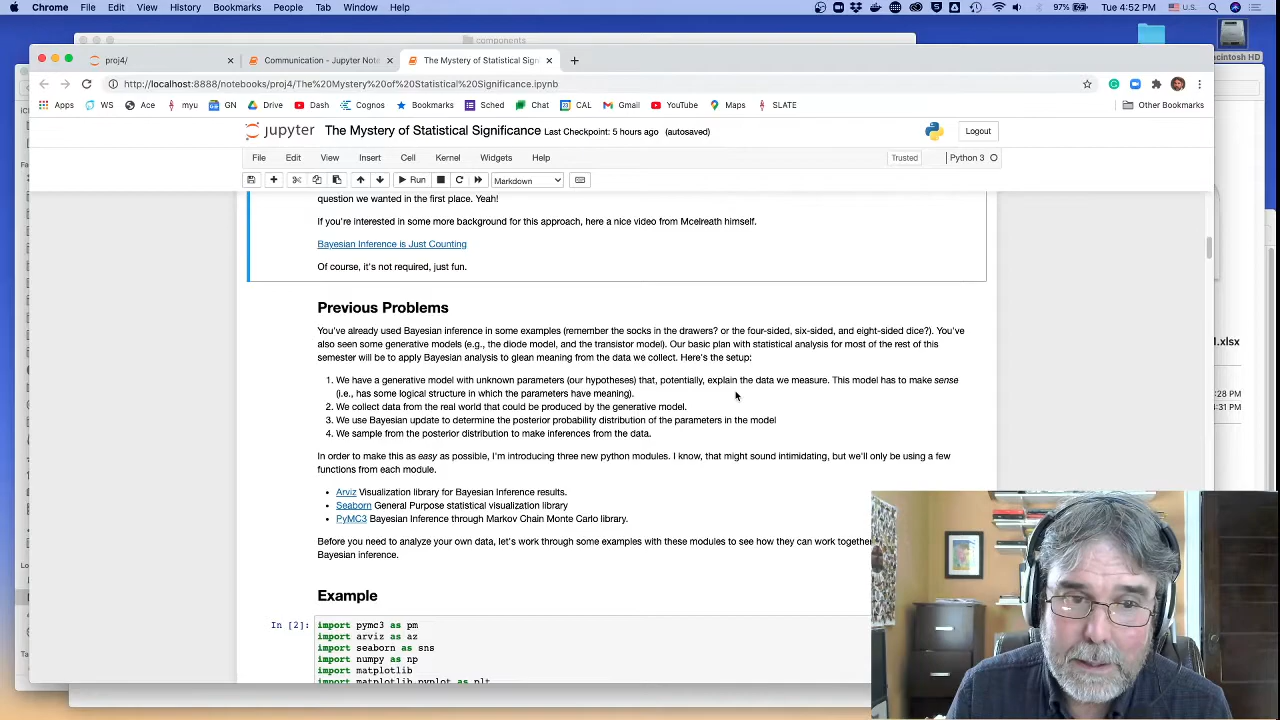 Chrome File Edit View History Bookmarks People Tab Window Help 97% Tue 4:52 PM U.S.
components
proj4/ Communication - Jupyter Note The Mystery of Statistical Sign
http://localhost:8888/notebooks/proj4/The%20Mystery%20of%20Statistical%20Significance.ipynb
Apps WS Ace myu GN Drive Dash Cognos Bookmarks Sched Chat CAL Gmail YouTube Maps SLATE Other Bookmarks
jupyter The Mystery of Statistical Significance Last Checkpoint: 5 hours ago (autosaved) Logout
File Edit View Insert Cell Kernel Widgets Help Trusted Python 3
Run Markdown
question we wanted in the first place. Yeah!
If you're interested in some more background for this approach, here a nice video from Mcelreath himself.
Bayesian Inference is Just Counting
Of course, it's not required, just fun.
Previous Problems
You've already used Bayesian inference in some examples (remember the socks in the drawers? or the four-sided, six-sided, and eight-sided dice?). You've
also seen some generative models (e.g., the diode model, and the transistor model). Our basic plan with statistical analysis for most of the rest of this
semester will be to apply Bayesian analysis to glean meaning from the data we collect. Here's the setup:
1. We have a generative model with unknown parameters (our hypotheses) that, potentially, explain the data we measure. This model has to make sense
(i.e., has some logical structure in which the parameters have meaning).
2. We collect data from the real world that could be produced by the generative model.
3. We use Bayesian update to determine the posterior probability distribution of the parameters in the model
4. We sample from the posterior distribution to make inferences from the data.
In order to make this as easy as possible, I'm introducing three new python modules. I know, that might sound intimidating, but we'll only be using a few
functions from each module.
• Arviz Visualization library for Bayesian Inference results.
• Seaborn General Purpose statistical visualization library
• PyMC3 Bayesian Inference through Markov Chain Monte Carlo library.
Before you need to analyze your own data, let's work through some examples with these modules to see how they can work together
Bayesian inference.
Example
In [2]: import pymc3 as pm
import arviz as az
import seaborn as sns
import numpy as np
import matplotlib
import matplotlib.pyplot as plt
acintosh HD
1.xlsx
:28 PM
4:31 PM